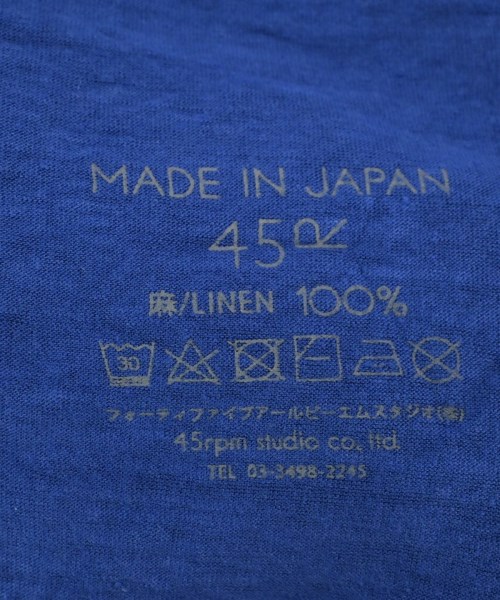 MADE IN JAPAN
45R
麻/LINEN 100%
30
フォーティファイブアールピーエムスタジオ(株)
45rpm studio co., ltd.
TEL 03-3498-2245